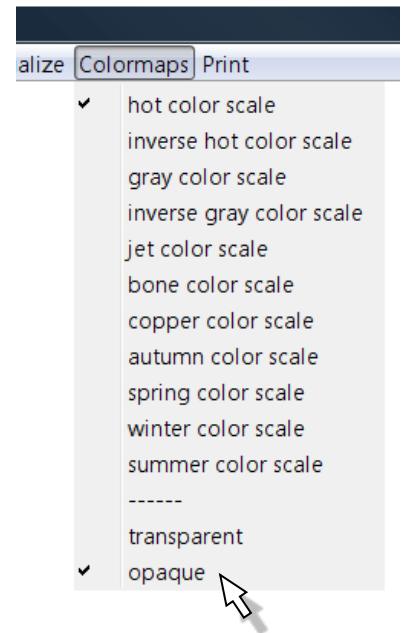 alize Colormaps Print
✔ hot color scale
inverse hot color scale
gray color scale
inverse gray color scale
jet color scale
bone color scale
copper color scale
autumn color scale
spring color scale
winter color scale
summer color scale
------
transparent
✔ opaque